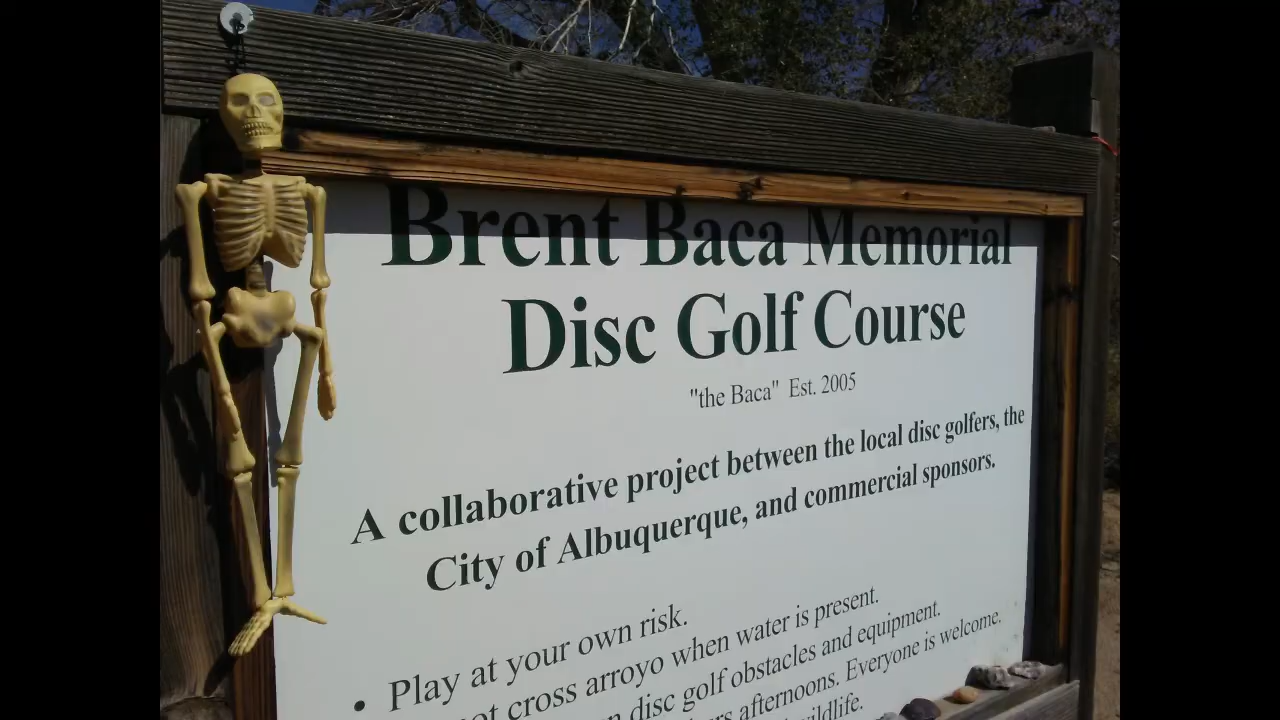 Brent Baca Memorial
Disc Golf Course
"the Baca" Est. 2005
A collaborative project between the local disc golfers, the
City of Albuquerque, and commercial sponsors.
• Play at your own risk.
cross arroyo when water is present.
disc golf obstacles and equipment.
afternoons. Everyone is welcome.
wildlife.